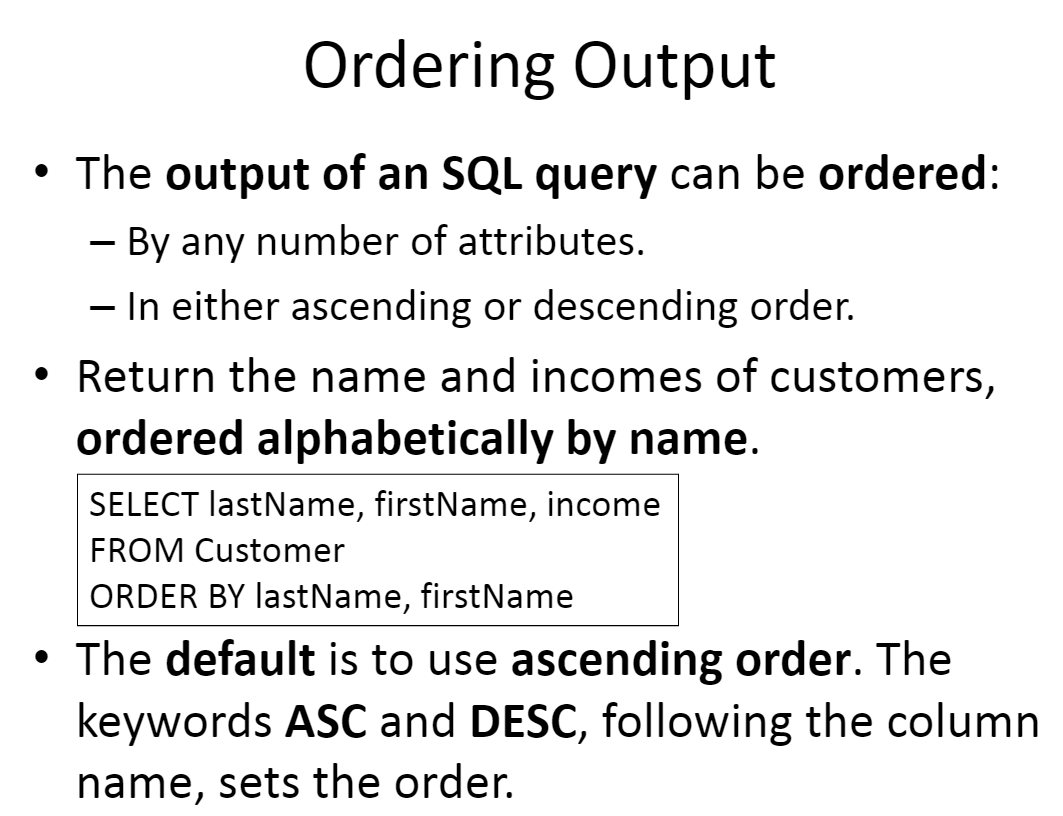 Ordering Output
• The output of an SQL query can be ordered:
– By any number of attributes.
– In either ascending or descending order.
• Return the name and incomes of customers,
ordered alphabetically by name.
SELECT lastName, firstName, income
FROM Customer
ORDER BY lastName, firstName
• The default is to use ascending order. The
keywords ASC and DESC, following the column
name, sets the order.